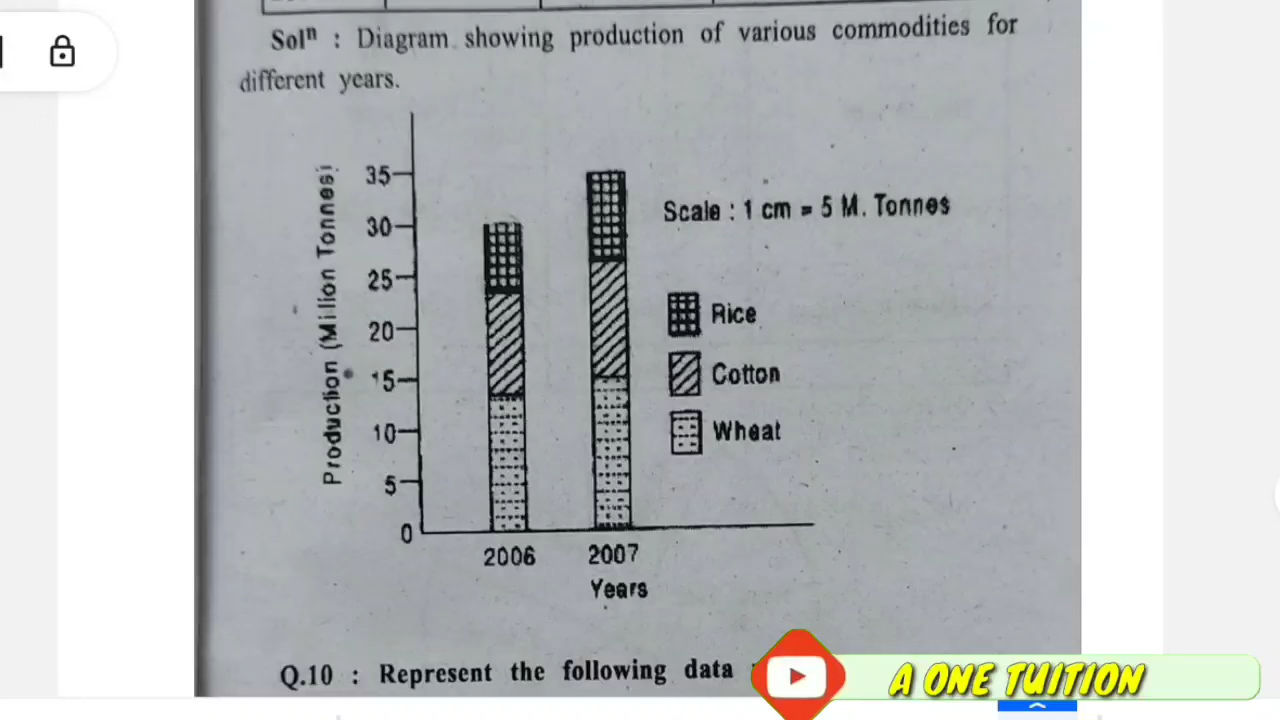 Solⁿ : Diagram showing production of various commodities for
different years.
Production (Million Tonnes)
35
30
25
20
15
10
5
0
Scale : 1 cm = 5 M. Tonnes
Rice
Cotton
Wheat
2006 2007
Years
Q.10 : Represent the following data
A ONE TUITION